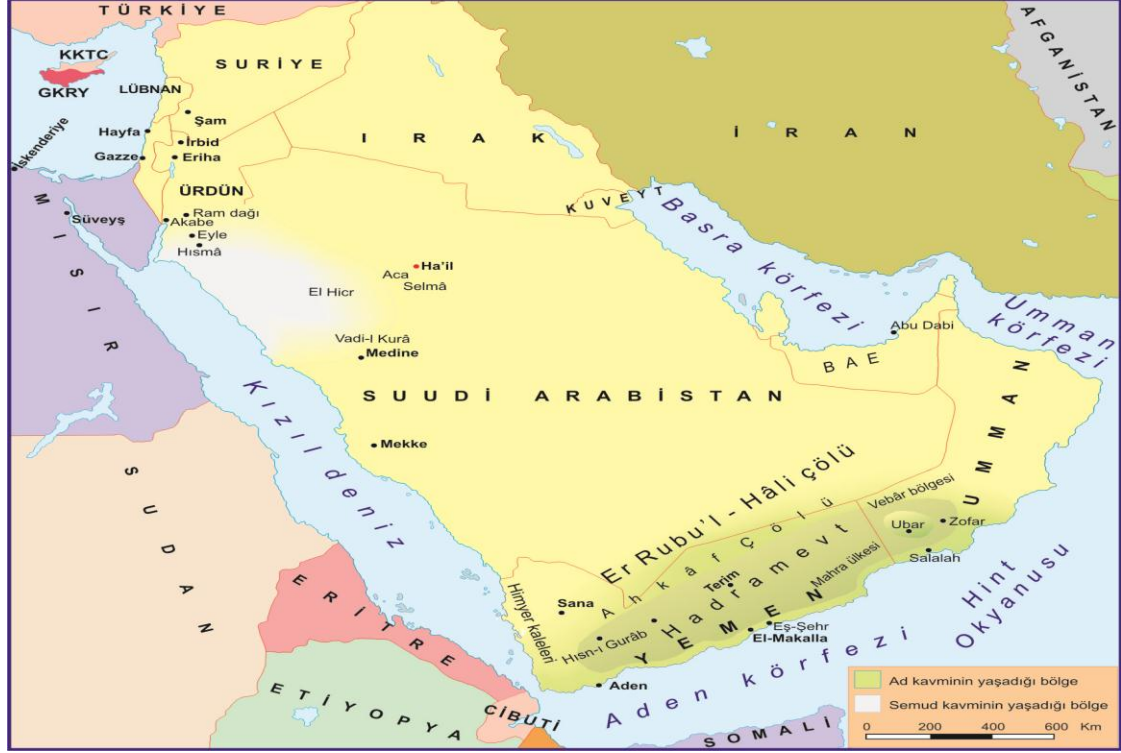 TÜRKİYE
AFGANİSTAN
KKTC
GKRY
SURİYE
LÜBNAN
Şam
Hayfa
İrbid
IRAK
İRAN
İskenderiye
Gazze
Eriha
ÜRDÜN
KUVEYT
MISIR
Süveyş
Ram dağı
Akabe
Eyle
Hısmâ
Basra körfezi
Ha'il
Aca
Selmâ
El Hicr
Umman
körfezi
Abu Dabi
Vadi-l Kurâ
Medine
BAE
SUUDİ ARABİSTAN
UMMAN
Kızıldeniz
Mekke
Er Rubu'l - Hâli çölü
Vebâr bölgesi
SUDAN
Ahkâf çölü
Ubar
Zofar
Hadramevt
Salalah
Mahra ülkesi
Terim
ERİTRE
Himyer kaleleri
Sana
YEMEN
Hint
Okyanusu
Hısn-ı Gurâb
Eş-Şehr
El-Makalla
Aden
Aden körfezi
ETİYOPYA
CİBUTİ
SOMALİ
Ad kavminin yaşadığı bölge
Semud kavminin yaşadığı bölge
0 200 400 600 Km